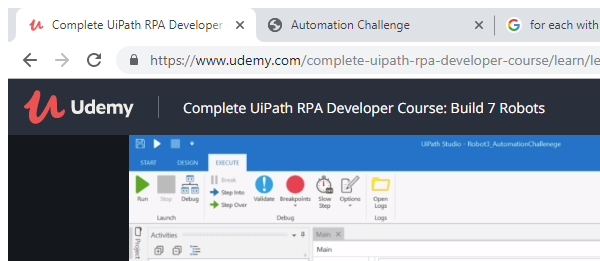 Complete UiPath RPA Developer
Automation Challenge
for each with
https://www.udemy.com/complete-uipath-rpa-developer-course/learn/le
Udemy
Complete UiPath RPA Developer Course: Build 7 Robots
UiPath Studio - Robot3_AutomationChallenege
START DESIGN EXECUTE
Run Stop Debug
Break
Step Into
Step Over
Validate Breakpoints Slow Step Options
Open Logs
Launch Debug Logs
Project
Activities
Main
Main